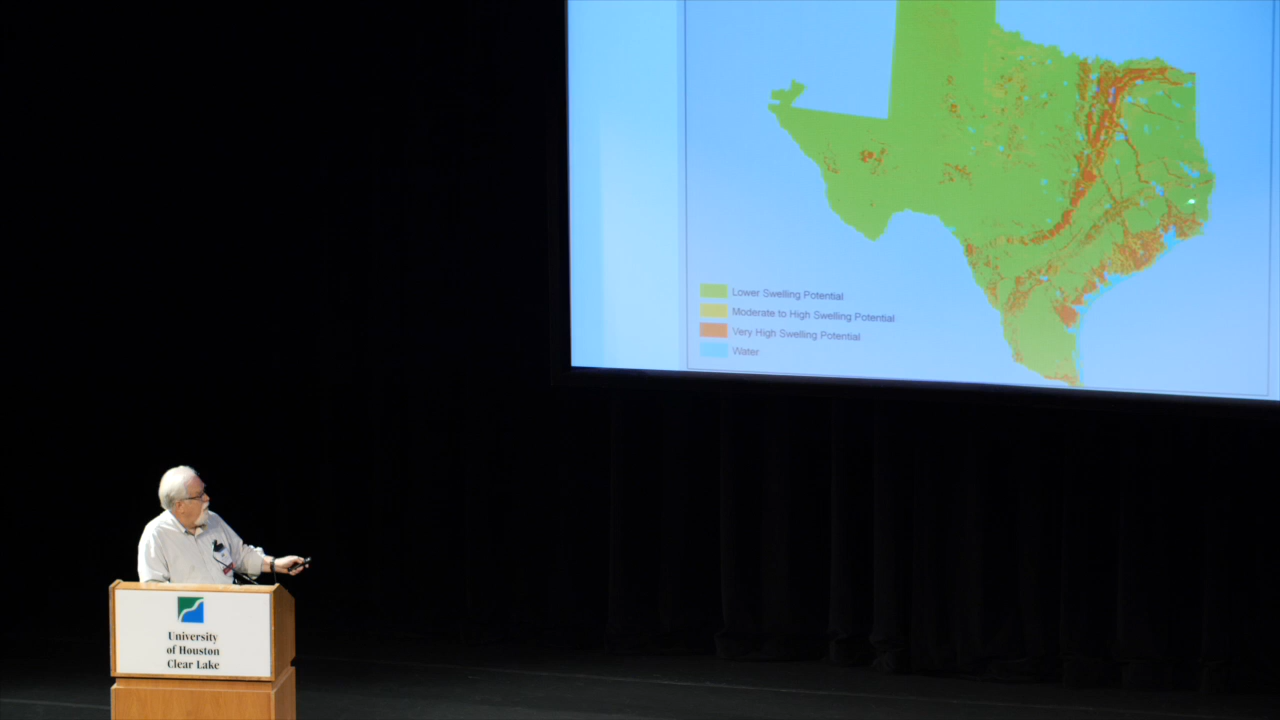 Lower Swelling Potential
Moderate to High Swelling Potential
Very High Swelling Potential
Water
University
of Houston
Clear Lake